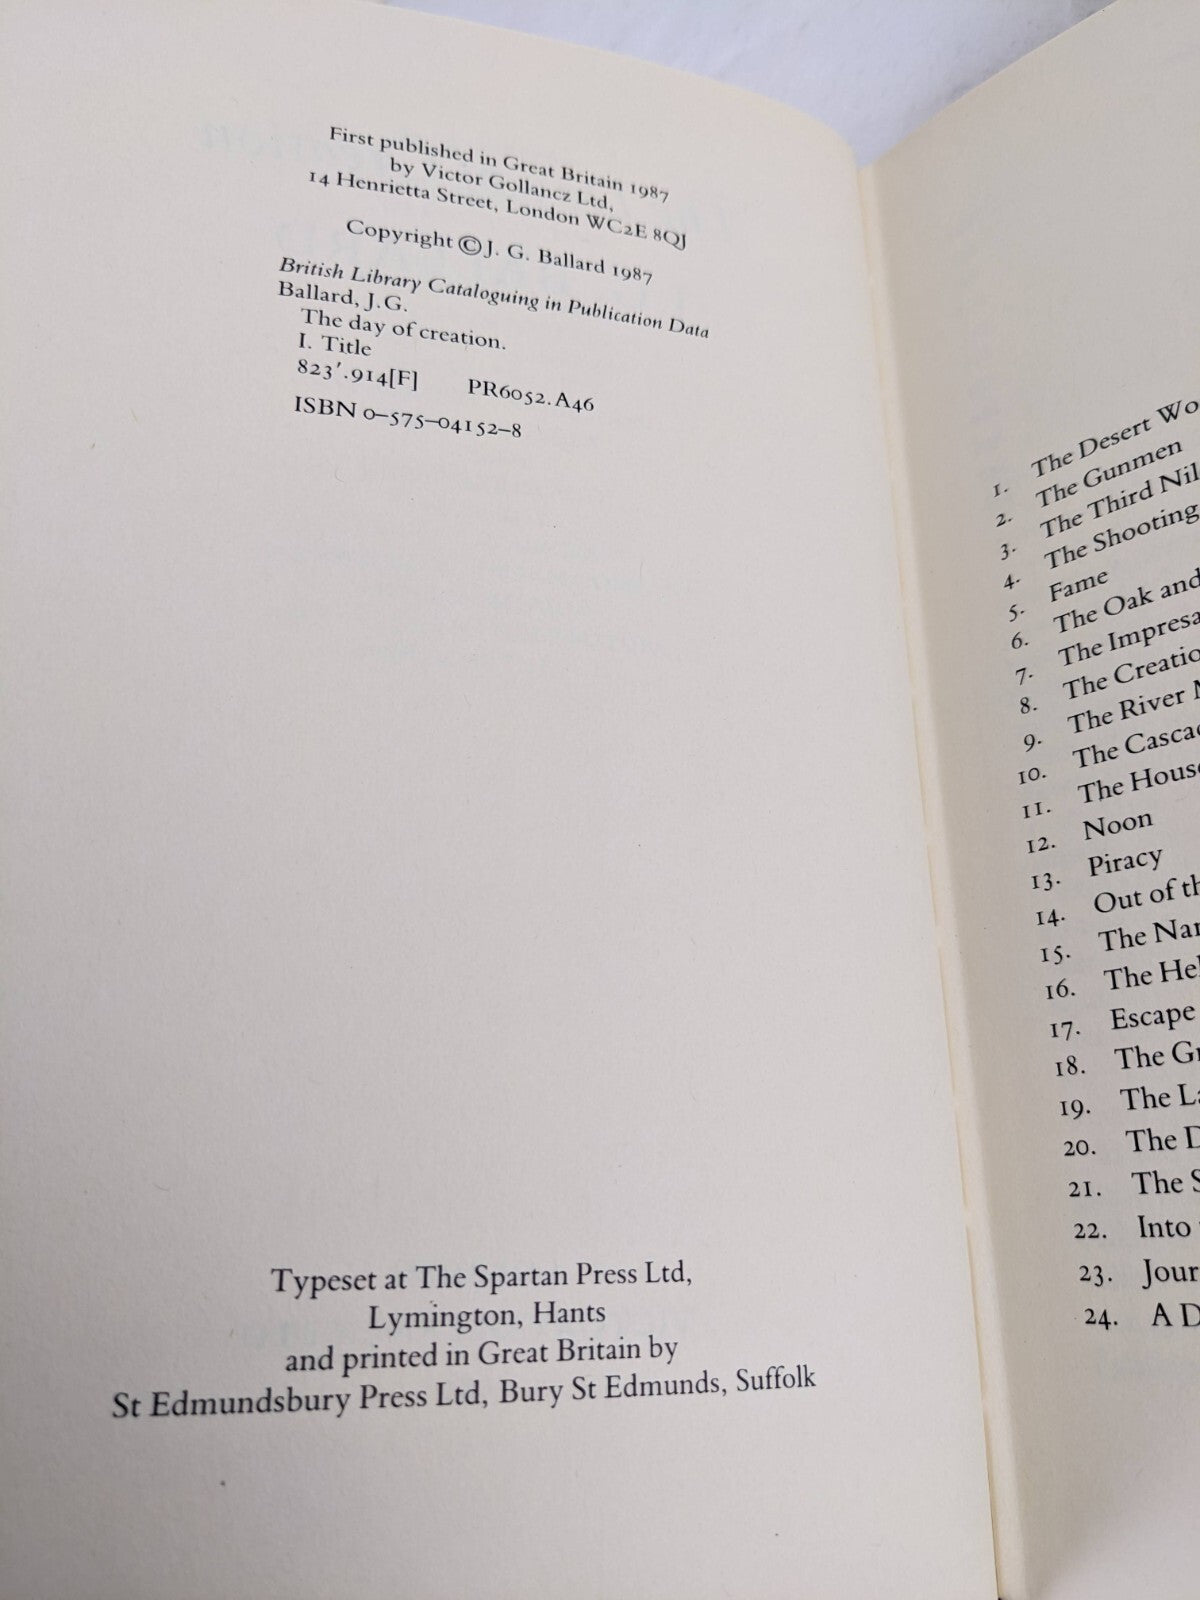 First published in Great Britain 1987
by Victor Gollancz Ltd,
14 Henrietta Street, London WC2E 8QJ
Copyright © J. G. Ballard 1987
British Library Cataloguing in Publication Data
Ballard, J.G.
The day of creation.
I. Title
823'.914[F] PR6052.A46
ISBN 0–575–04152–8
Typeset at The Spartan Press Ltd,
Lymington, Hants
and printed in Great Britain by
St Edmundsbury Press Ltd, Bury St Edmunds, Suffolk
1. The Desert
2. The Gunmen
3. The Third
4. The Shooting
5. Fame
6. The Oak and
7. The
8. The
9. The River
10. The
11. The
12. Noon
13. Piracy
14. Out of
15. The
16. The
17. Escape
18. The
19. The
20. The
21. The
22. Into
23.
24. A